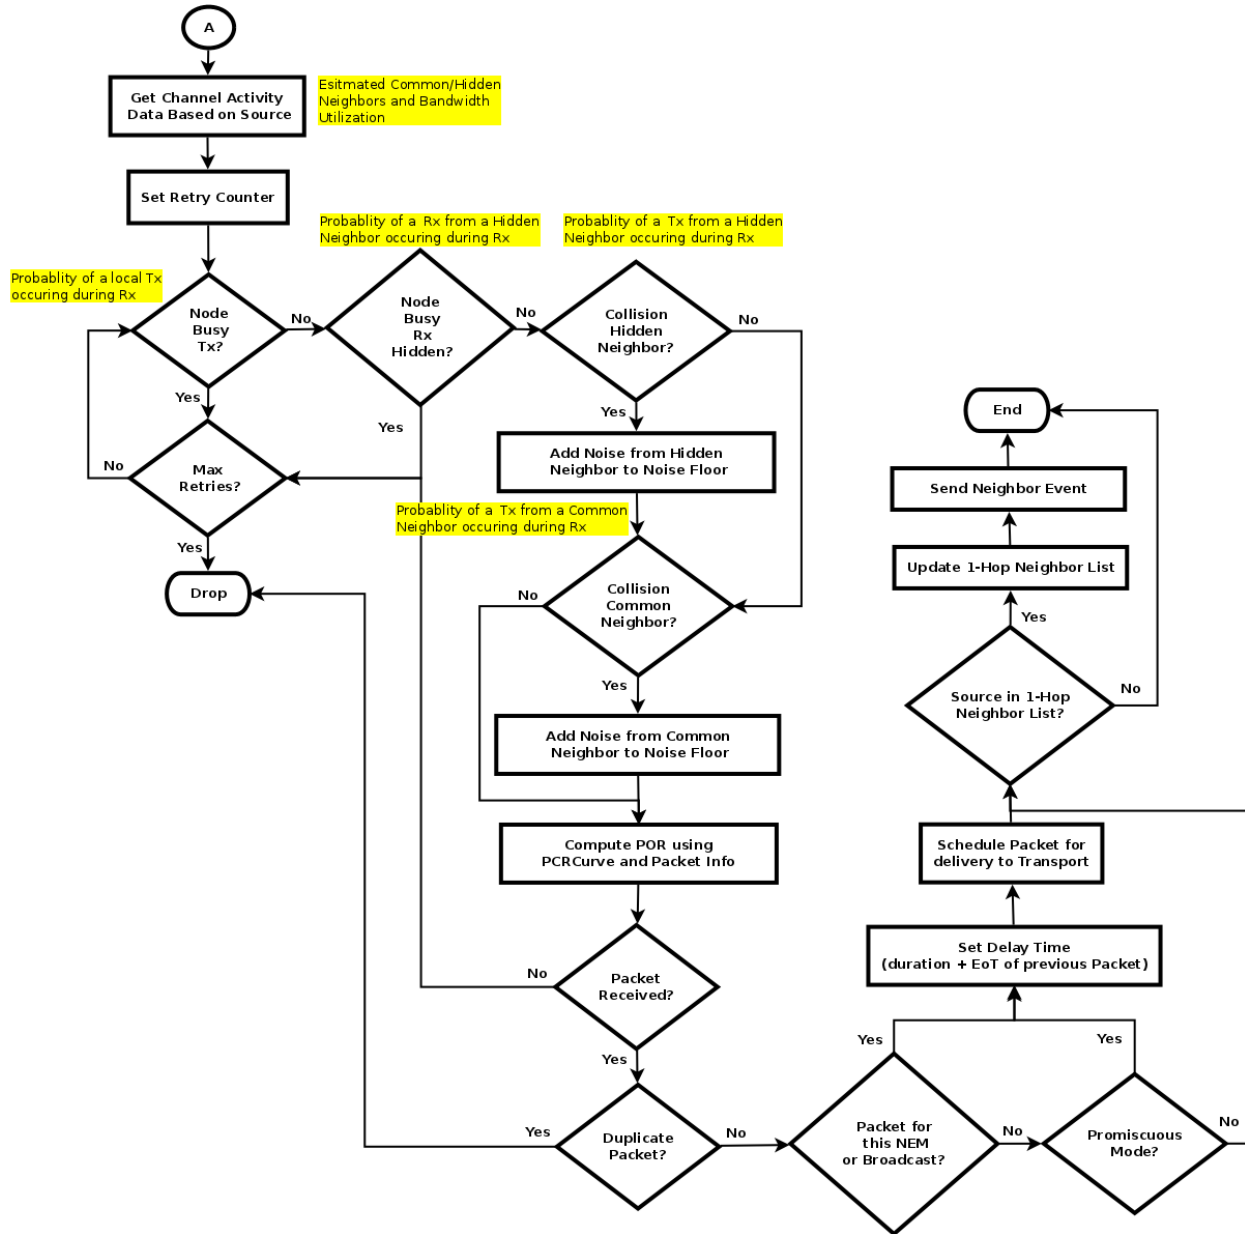 A
Get Channel Activity
Data Based on Source
Esitmated Common/Hidden
Neighbors and Bandwidth
Utilization
Set Retry Counter
Probablity of a local Tx
occuring during Rx
Probablity of a Rx from a Hidden
Neighbor occuring during Rx
Probablity of a Tx from a Hidden
Neighbor occuring during Rx
Node
Busy
Tx?
No
Node
Busy
Rx
Hidden?
No
Collision
Hidden
Neighbor?
No
Yes
Yes
Yes
Max
Retries?
No
Yes
Drop
Add Noise from Hidden
Neighbor to Noise Floor
Probablity of a Tx from a Common
Neighbor occuring during Rx
Collision
Common
Neighbor?
No
Yes
Add Noise from Common
Neighbor to Noise Floor
Compute POR using
PCRCurve and Packet Info
Packet
Received?
No
Yes
Duplicate
Packet?
Yes
No
Packet for
this NEM
or Broadcast?
Yes
No
Promiscuous
Mode?
Yes
No
Set Delay Time
(duration + EoT of previous Packet)
Schedule Packet for
delivery to Transport
Source in 1-Hop
Neighbor List?
No
Yes
Update 1-Hop Neighbor List
Send Neighbor Event
End